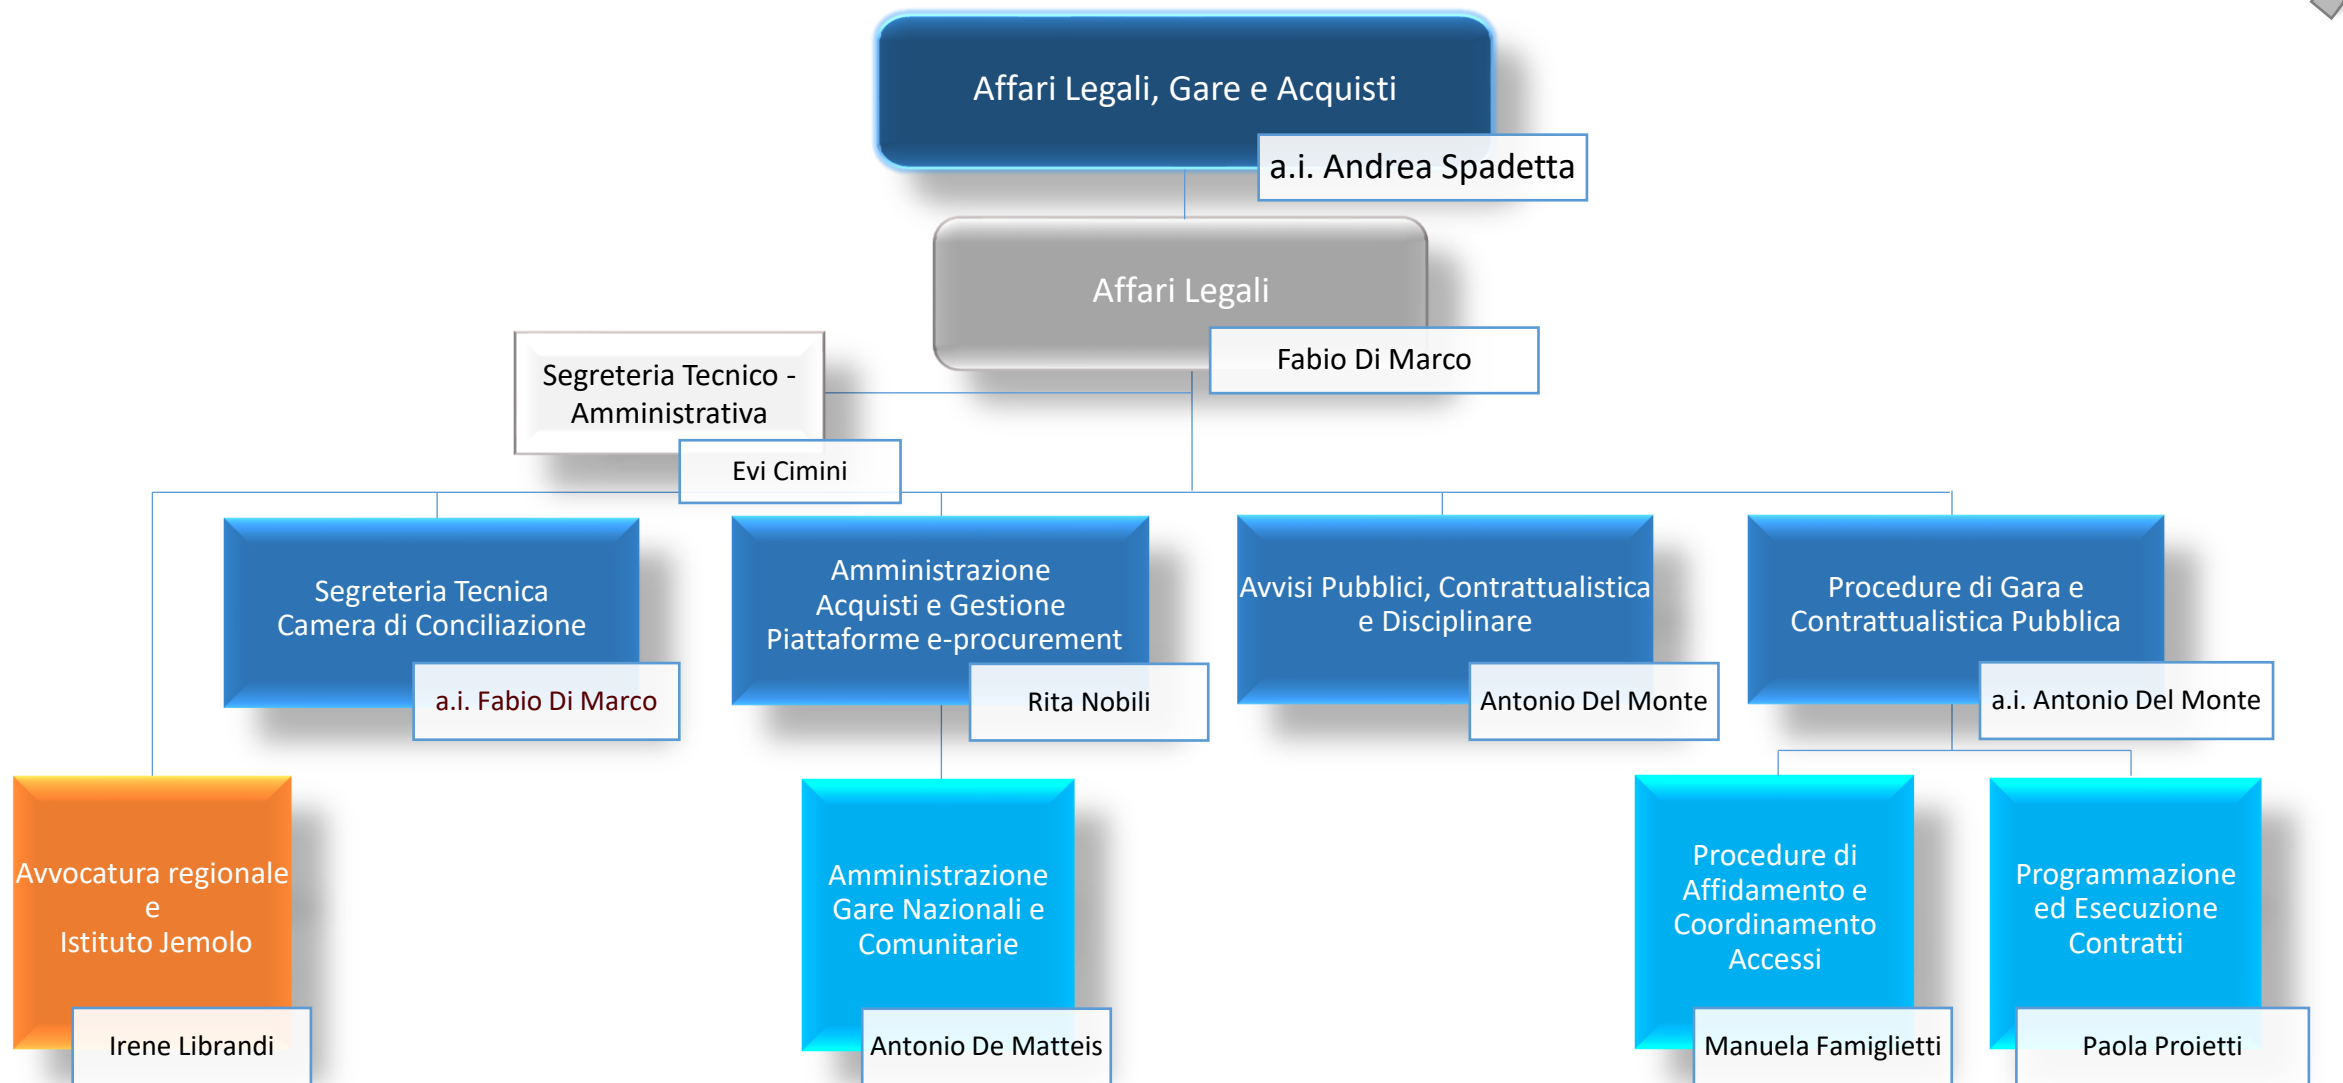 Affari Legali, Gare e Acquisti
a.i. Andrea Spadetta
Affari Legali
Fabio Di Marco
Segreteria Tecnico -
Amministrativa
Evi Cimini
Segreteria Tecnica
Camera di Conciliazione
a.i. Fabio Di Marco
Amministrazione
Acquisti e Gestione
Piattaforme e-procurement
Rita Nobili
Avvisi Pubblici, Contrattualistica
e Disciplinare
Antonio Del Monte
Procedure di Gara e
Contrattualistica Pubblica
a.i. Antonio Del Monte
Avvocatura regionale
e
Istituto Jemolo
Irene Librandi
Amministrazione
Gare Nazionali e
Comunitarie
Antonio De Matteis
Procedure di
Affidamento e
Coordinamento
Accessi
Manuela Famiglietti
Programmazione
ed Esecuzione
Contratti
Paola Proietti